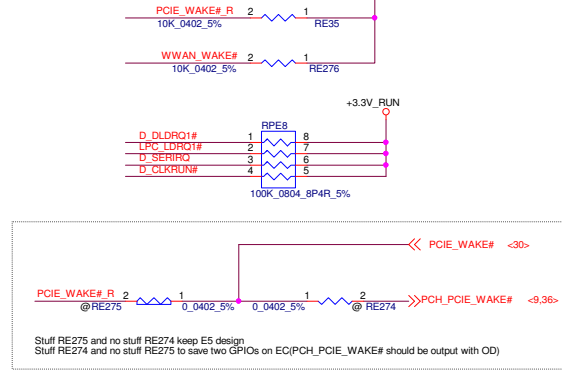 PCIE_WAKE#_R 2 1
10K_0402_5% RE35
WWAN_WAKE# 2 1
10K_0402_5% RE276
+3.3V_RUN
RPE8
D_DLDRQ1# 1 8
LPC_LDRQ1# 2 7
D_SERIRQ 3 6
D_CLKRUN# 4 5
100K_0804_8P4R_5%
PCIE_WAKE# <30>
PCIE_WAKE#_R 2 1 1 2 PCH_PCIE_WAKE# <9,36>
@RE275 0_0402_5% 0_0402_5% @ RE274
Stuff RE275 and no stuff RE274 keep E5 design
Stuff RE274 and no stuff RE275 to save two GPIOs on EC(PCH_PCIE_WAKE# should be output with OD)